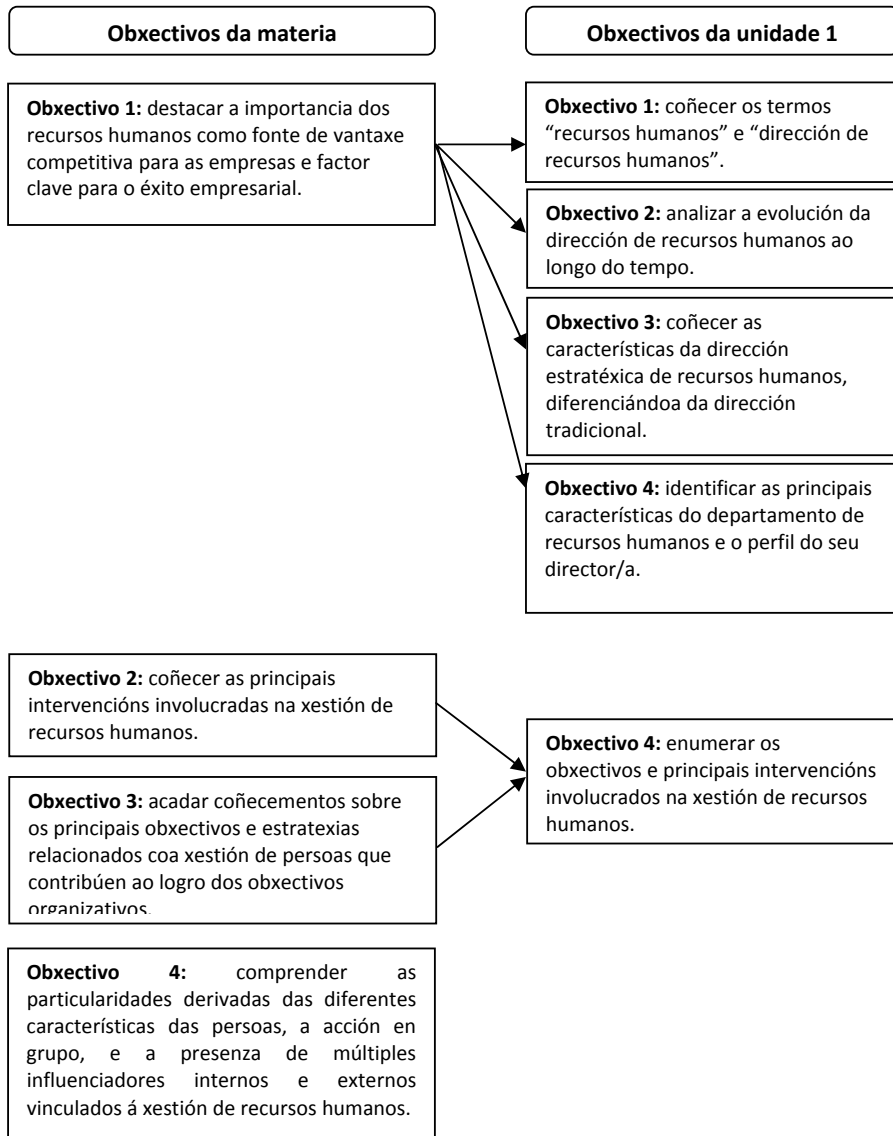 Obxectivos da materia
Obxectivos da unidade 1
Obxectivo 1: destacar a importancia dos
recursos humanos como fonte de vantaxe
competitiva para as empresas e factor
clave para o éxito empresarial.
Obxectivo 1: coñecer os termos
“recursos humanos” e “dirección de
recursos humanos”.
Obxectivo 2: analizar a evolución da
dirección de recursos humanos ao
longo do tempo.
Obxectivo 3: coñecer as
características da dirección
estratéxica de recursos humanos,
diferenciándoa da dirección
tradicional.
Obxectivo 4: identificar as principais
características do departamento de
recursos humanos e o perfil do seu
director/a.
Obxectivo 2: coñecer as principais
intervencións involucradas na xestión de
recursos humanos.
Obxectivo 3: acadar coñecementos sobre
os principais obxectivos e estratexias
relacionados coa xestión de persoas que
contribúen ao logro dos obxectivos
organizativos.
Obxectivo 4: enumerar os
obxectivos e principais intervencións
involucrados na xestión de recursos
humanos.
Obxectivo 4: comprender as
particularidades derivadas das diferentes
características das persoas, a acción en
grupo, e a presenza de múltiples
influenciadores internos e externos
vinculados á xestión de recursos humanos.